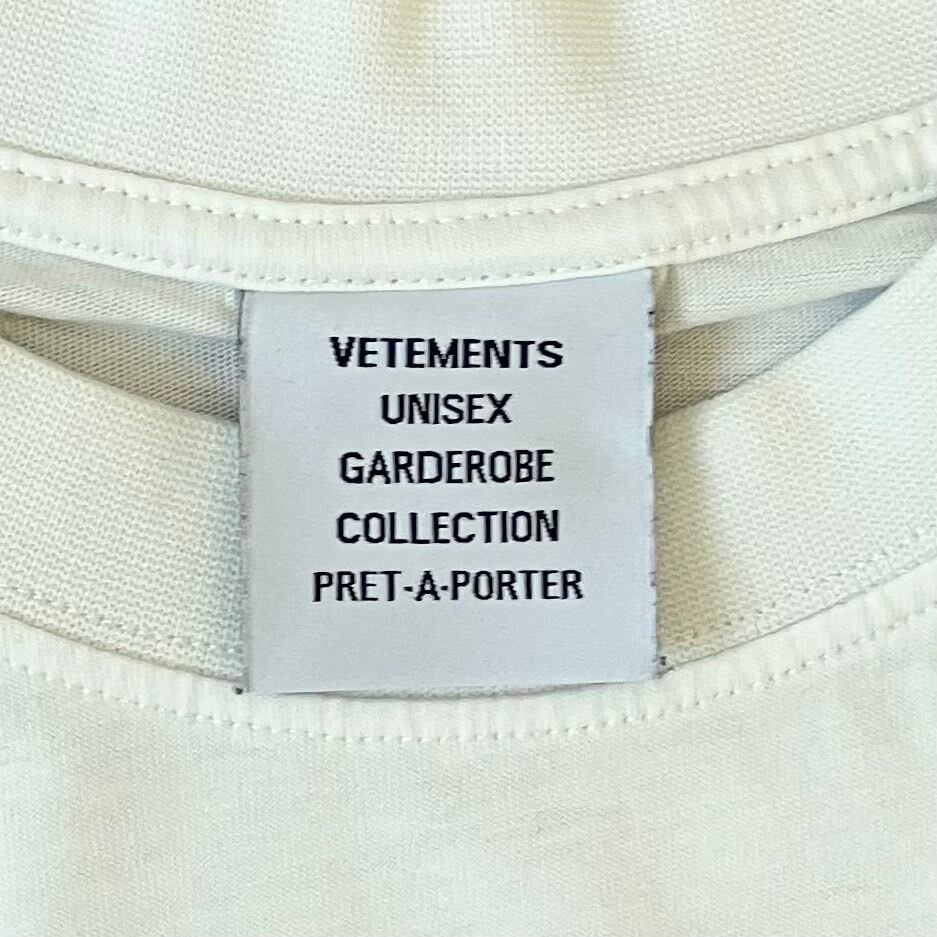 VETEMENTS
UNISEX
GARDEROBE
COLLECTION
PRET-A-PORTER